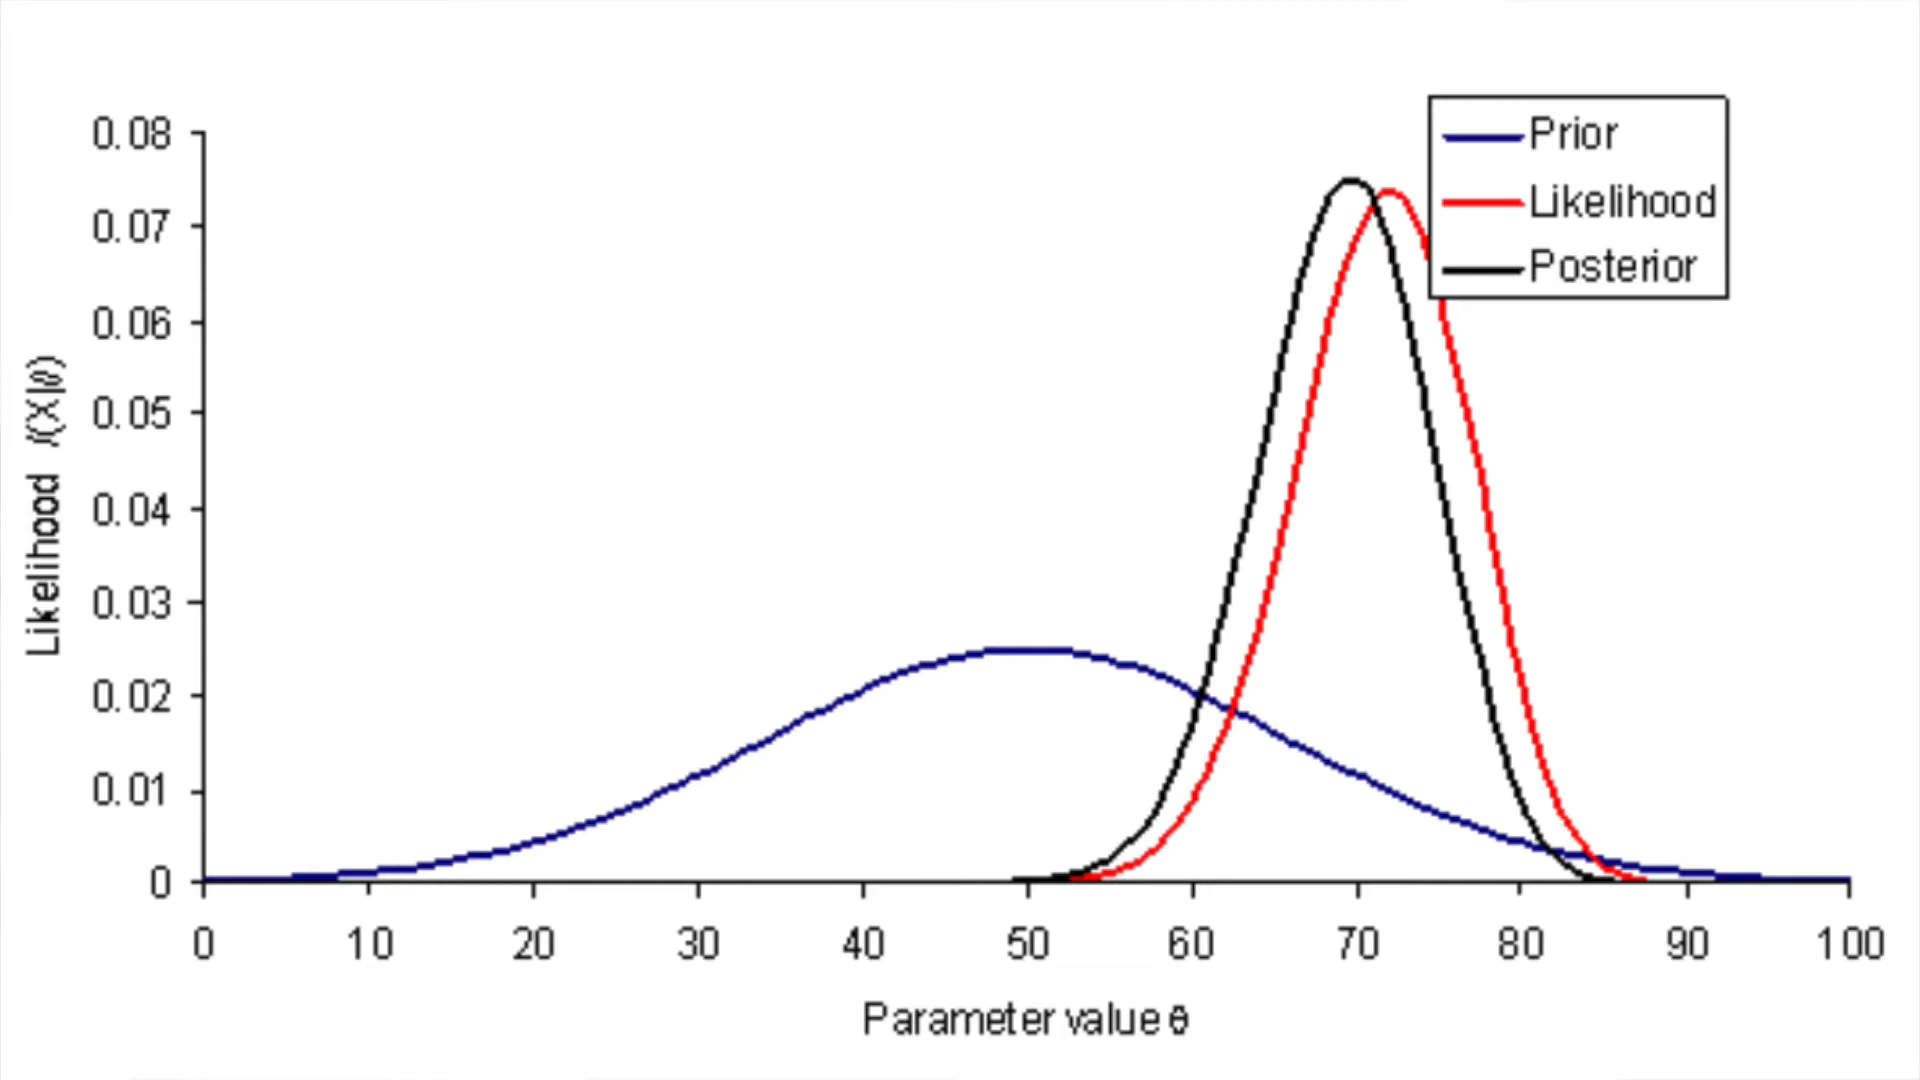 Prior
Likelihood
Posterior
0.08
0.07
0.06
0.05
0.04
0.03
0.02
0.01
0
Likelihood l(X|θ)
0 10 20 30 40 50 60 70 80 90 100
Parameter value θ